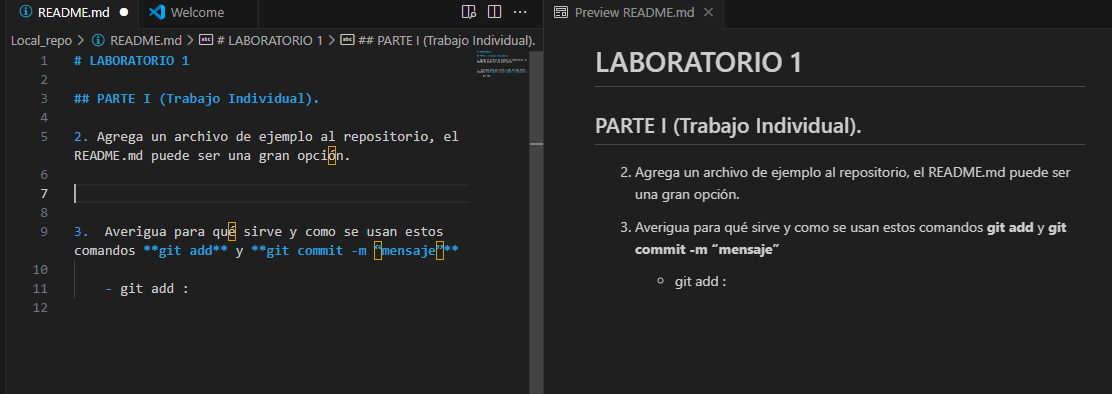 README.md
Welcome
Local_repo > README.md > # LABORATORIO 1 > ## PARTE I (Trabajo Individual).
1 # LABORATORIO 1
2
3 ## PARTE I (Trabajo Individual).
4
5 2. Agrega un archivo de ejemplo al repositorio, el
README.md puede ser una gran opción.
6
7
8
9 3.  Averigua para qué sirve y como se usan estos
comandos **git add** y **git commit -m “mensaje”**
10
11 - git add :
12
Preview README.md
LABORATORIO 1
PARTE I (Trabajo Individual).
2. Agrega un archivo de ejemplo al repositorio, el README.md puede ser
una gran opción.
3. Averigua para qué sirve y como se usan estos comandos git add y git
commit -m “mensaje”
git add :